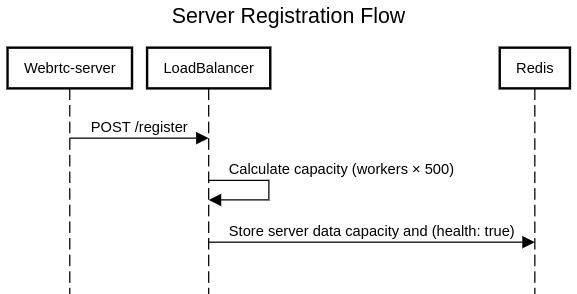 Server Registration Flow
Webrtc-server
LoadBalancer
Redis
POST /register
Calculate capacity (workers × 500)
Store server data capacity and (health: true)